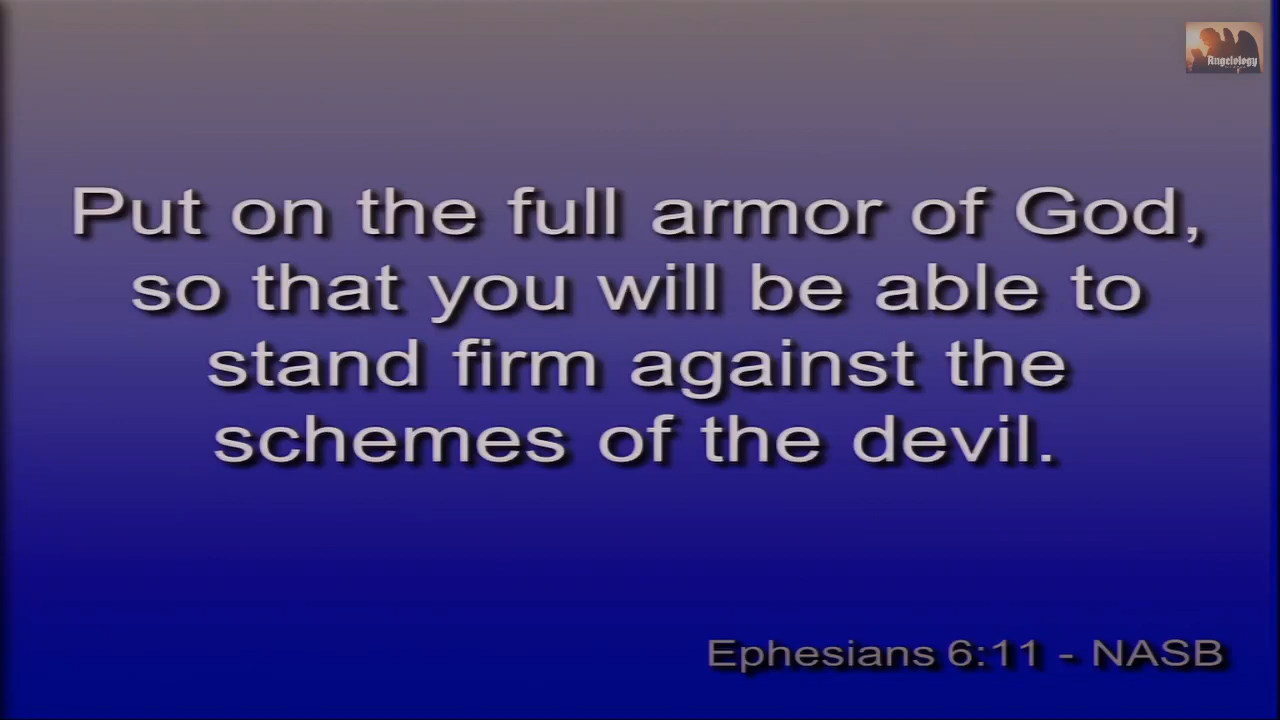 Angelology
Put on the full armor of God,
so that you will be able to
stand firm against the
schemes of the devil.
Ephesians 6:11 - NASB